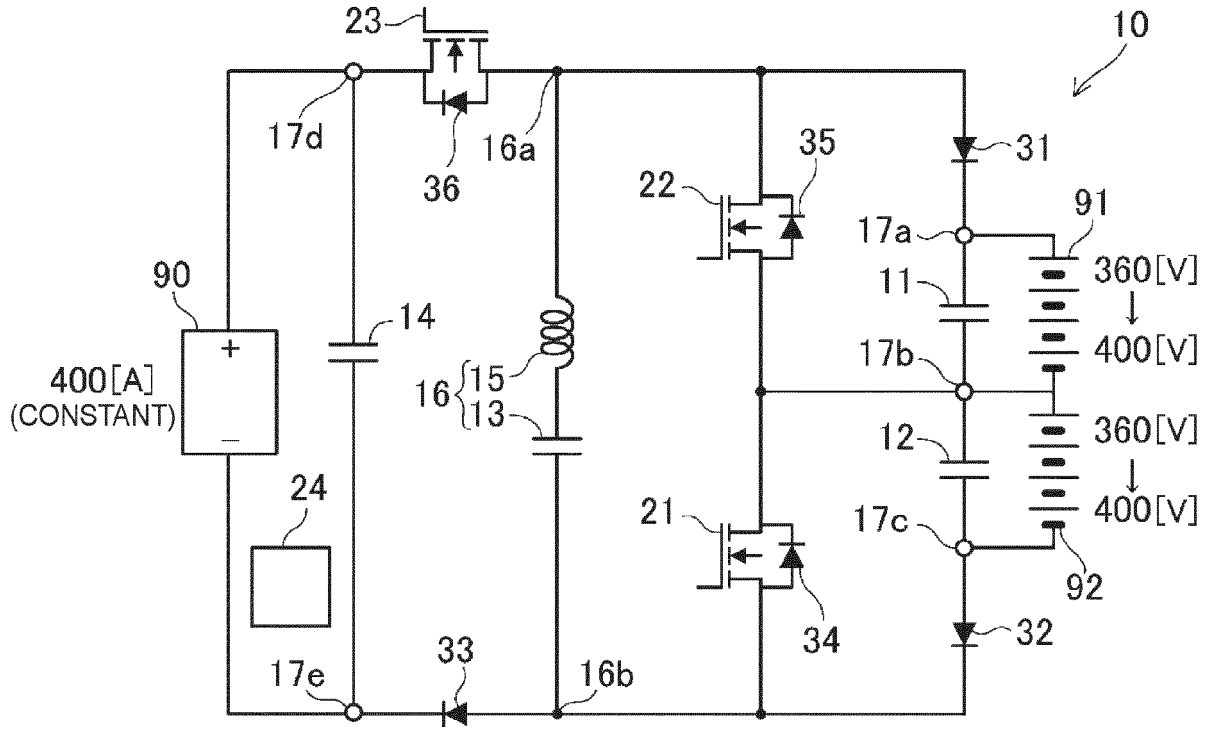 23
10
17d
36
16a
35
31
22
17a
91
360[V]
90
11
+
14
400[V]
17b
400[A]
(CONSTANT)
16
15
13
−
12
360[V]
24
21
17c
400[V]
92
33
34
32
17e
16b